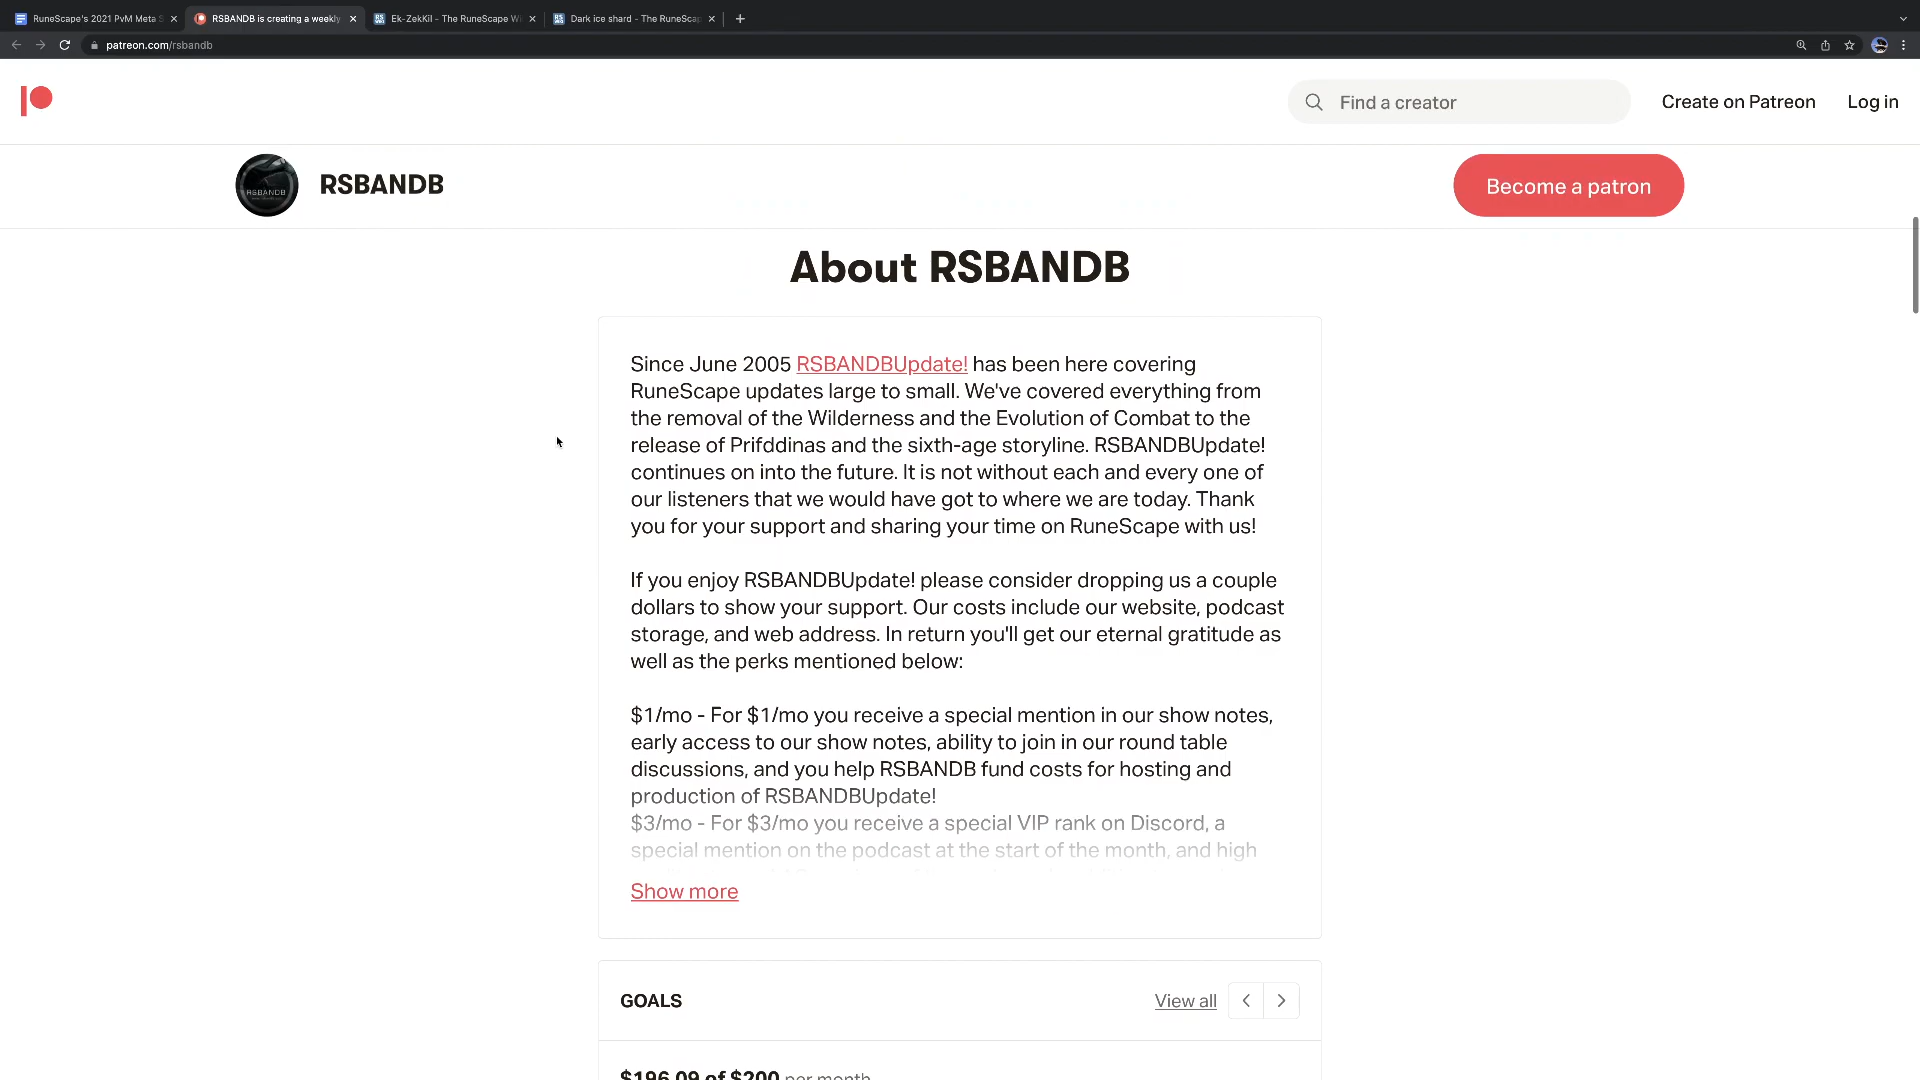 RuneScape's 2021 PvM Meta S
RSBANDB is creating a weekly
Ek-ZekKil - The RuneScape Wi
Dark ice shard - The RuneScap
patreon.com/rsbandb
Find a creator
Create on Patreon
Log in
RSBANDB
RSBANDB
Become a patron
About RSBANDB
Since June 2005 RSBANDBUpdate! has been here covering
RuneScape updates large to small. We've covered everything from
the removal of the Wilderness and the Evolution of Combat to the
release of Prifddinas and the sixth-age storyline. RSBANDBUpdate!
continues on into the future. It is not without each and every one of
our listeners that we would have got to where we are today. Thank
you for your support and sharing your time on RuneScape with us!
If you enjoy RSBANDBUpdate! please consider dropping us a couple
dollars to show your support. Our costs include our website, podcast
storage, and web address. In return you'll get our eternal gratitude as
well as the perks mentioned below:
$1/mo - For $1/mo you receive a special mention in our show notes,
early access to our show notes, ability to join in our round table
discussions, and you help RSBANDB fund costs for hosting and
production of RSBANDBUpdate!
$3/mo - For $3/mo you receive a special VIP rank on Discord, a
special mention on the podcast at the start of the month, and high
Show more
GOALS
View all
$196.09 of $200 per month